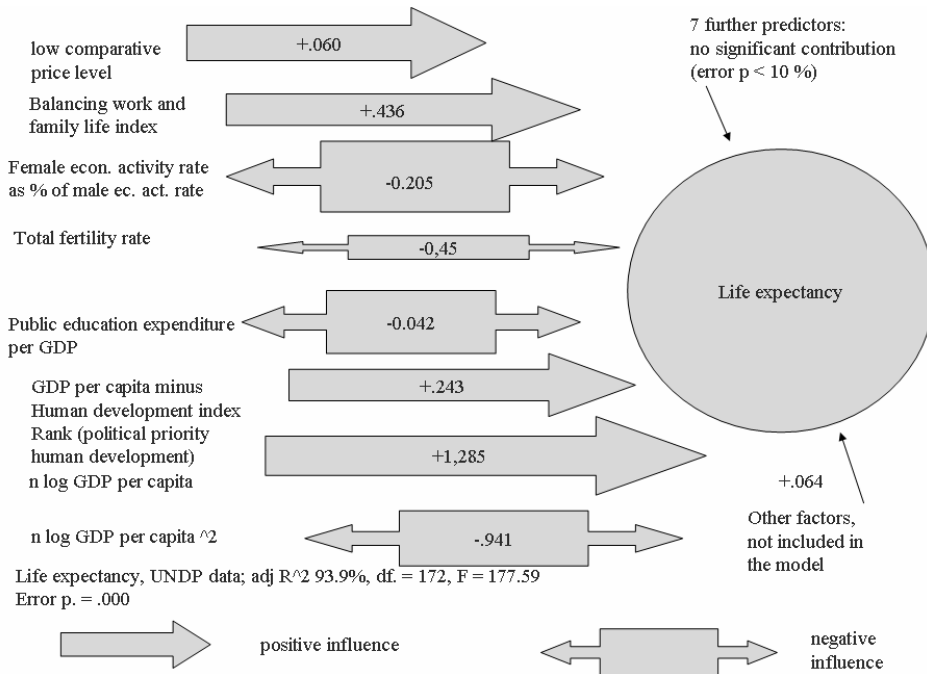 low comparative
price level
+.060
7 further predictors:
no significant contribution
(error p < 10 %)
Balancing work and
family life index
+.436
Female econ. activity rate
as % of male ec. act. rate
-0.205
Total fertility rate
-0,45
Life expectancy
Public education expenditure
per GDP
-0.042
GDP per capita minus
Human development index
Rank (political priority
human development)
+.243
n log GDP per capita
+1,285
+.064
Other factors,
not included in
the model
n log GDP per capita ^2
-.941
Life expectancy, UNDP data; adj R^2 93.9%, df. = 172, F = 177.59
Error p. = .000
positive influence
negative
influence